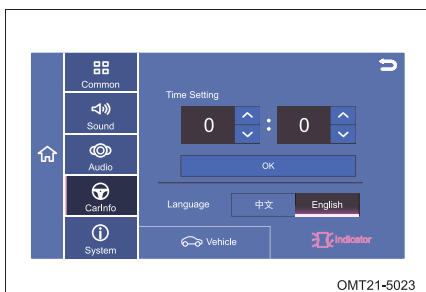 Common
Time Setting
Sound
0 : 0
Audio
OK
CarInfo
Language 中文 English
System
Vehicle
Indicator
OMT21-5023